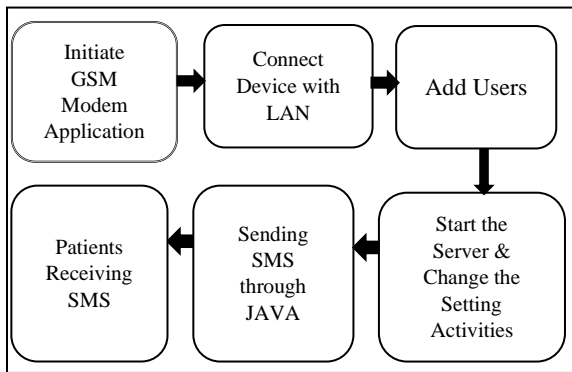 Initiate
GSM
Modem
Application
Connect
Device with
LAN
Add Users
Start the
Server &
Change the
Setting
Activities
Sending
SMS
through
JAVA
Patients
Receiving
SMS